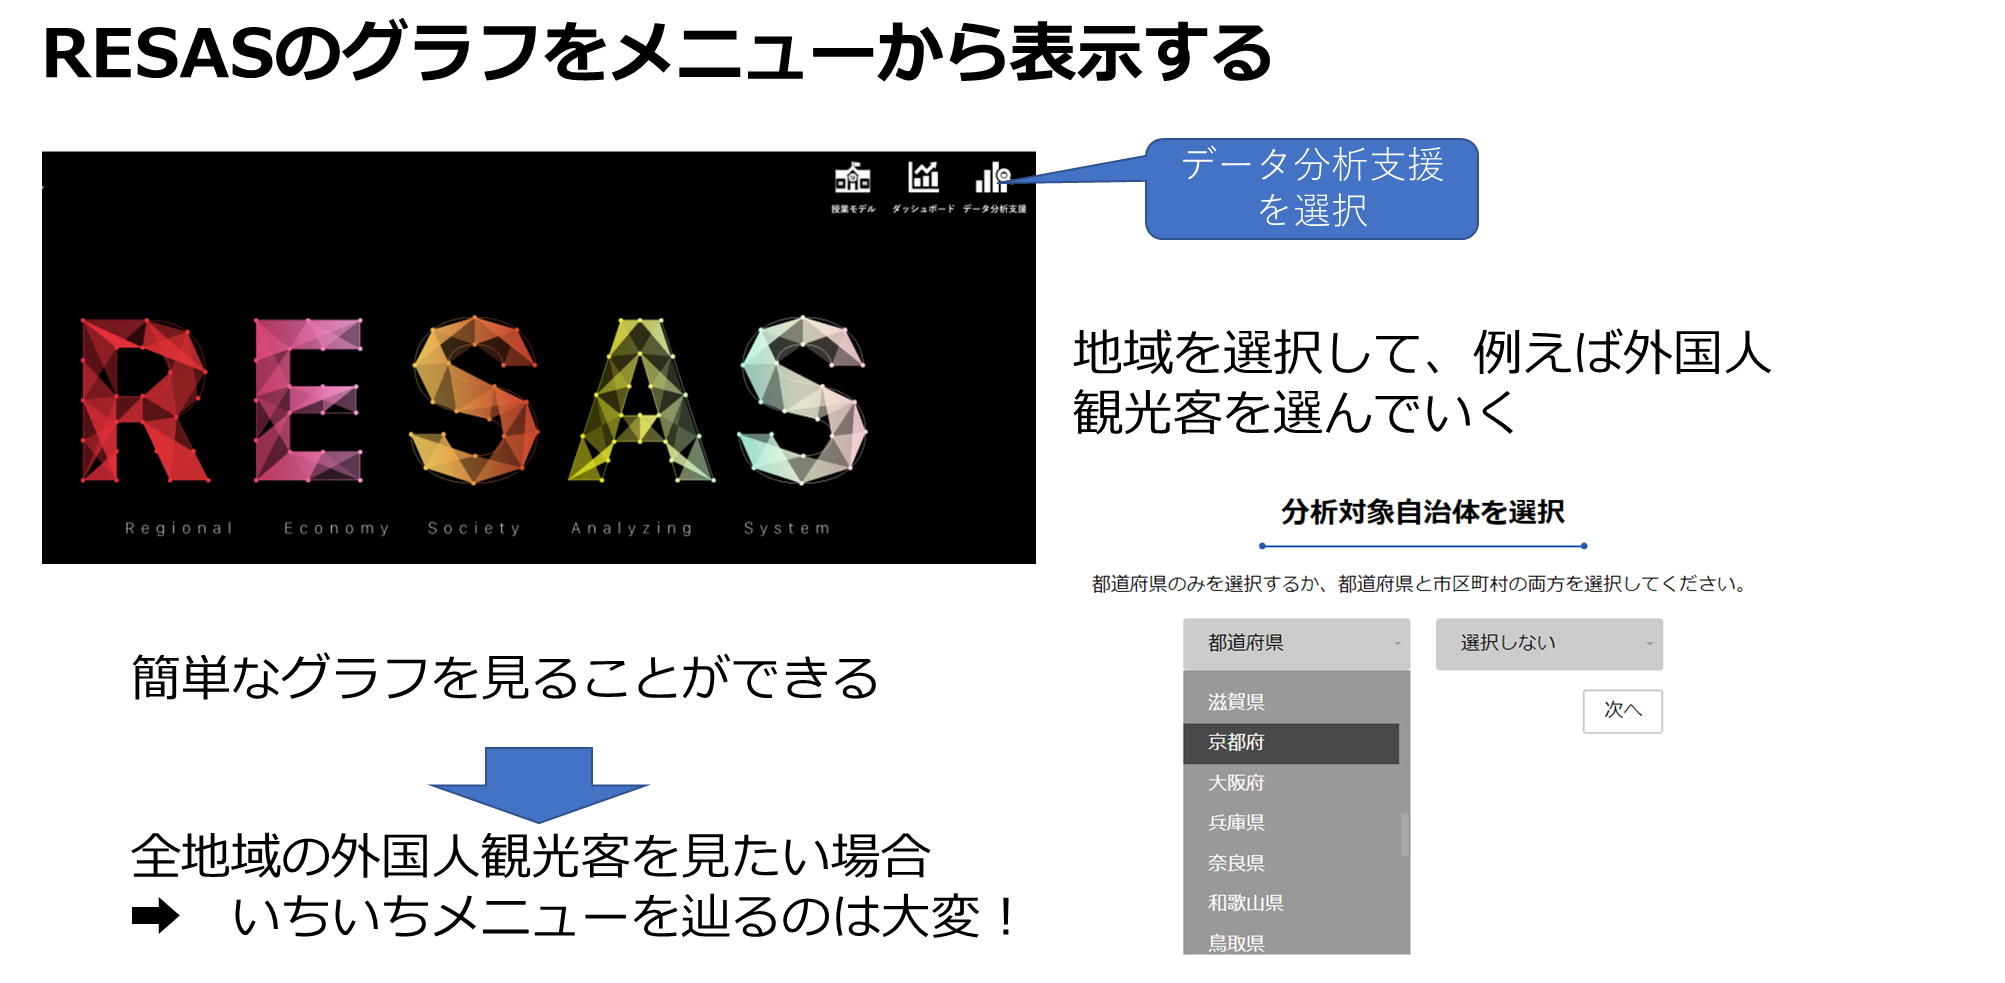 RESASのグラフをメニューから表示する
授業モデル ダッシュボード データ分析支援
データ分析支援
を選択
RESAS
Regional Economy Society Analyzing System
地域を選択して、例えば外国人
観光客を選んでいく
分析対象自治体を選択
都道府県のみを選択するか、都道府県と市区町村の両方を選択してください。
都道府県 選択しない
滋賀県
京都府
大阪府
兵庫県
奈良県
和歌山県
鳥取県
次へ
簡単なグラフを見ることができる
全地域の外国人観光客を見たい場合
➡ いちいちメニューを辿るのは大変！